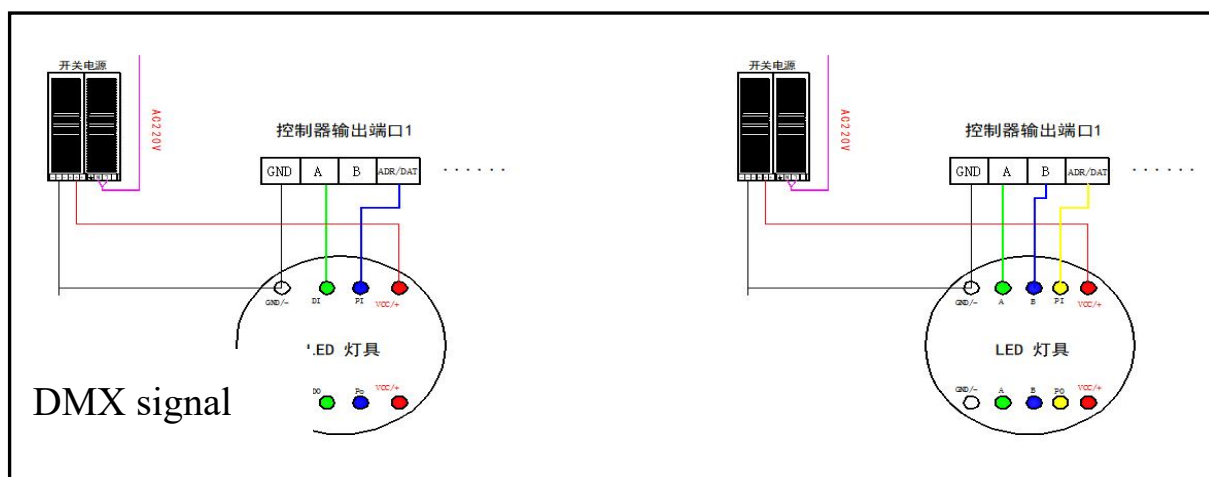 开关电源
AC220V
控制器输出端口1
GND A B ADR/DAT ······
GND/- DI PI VCC/+
LED 灯具
DO Po VCC/+
DMX signal
开关电源
AC220V
控制器输出端口1
GND A B ADR/DAT ······
GND/- A B PI VCC/+
LED 灯具
GND/- A B PO VCC/+